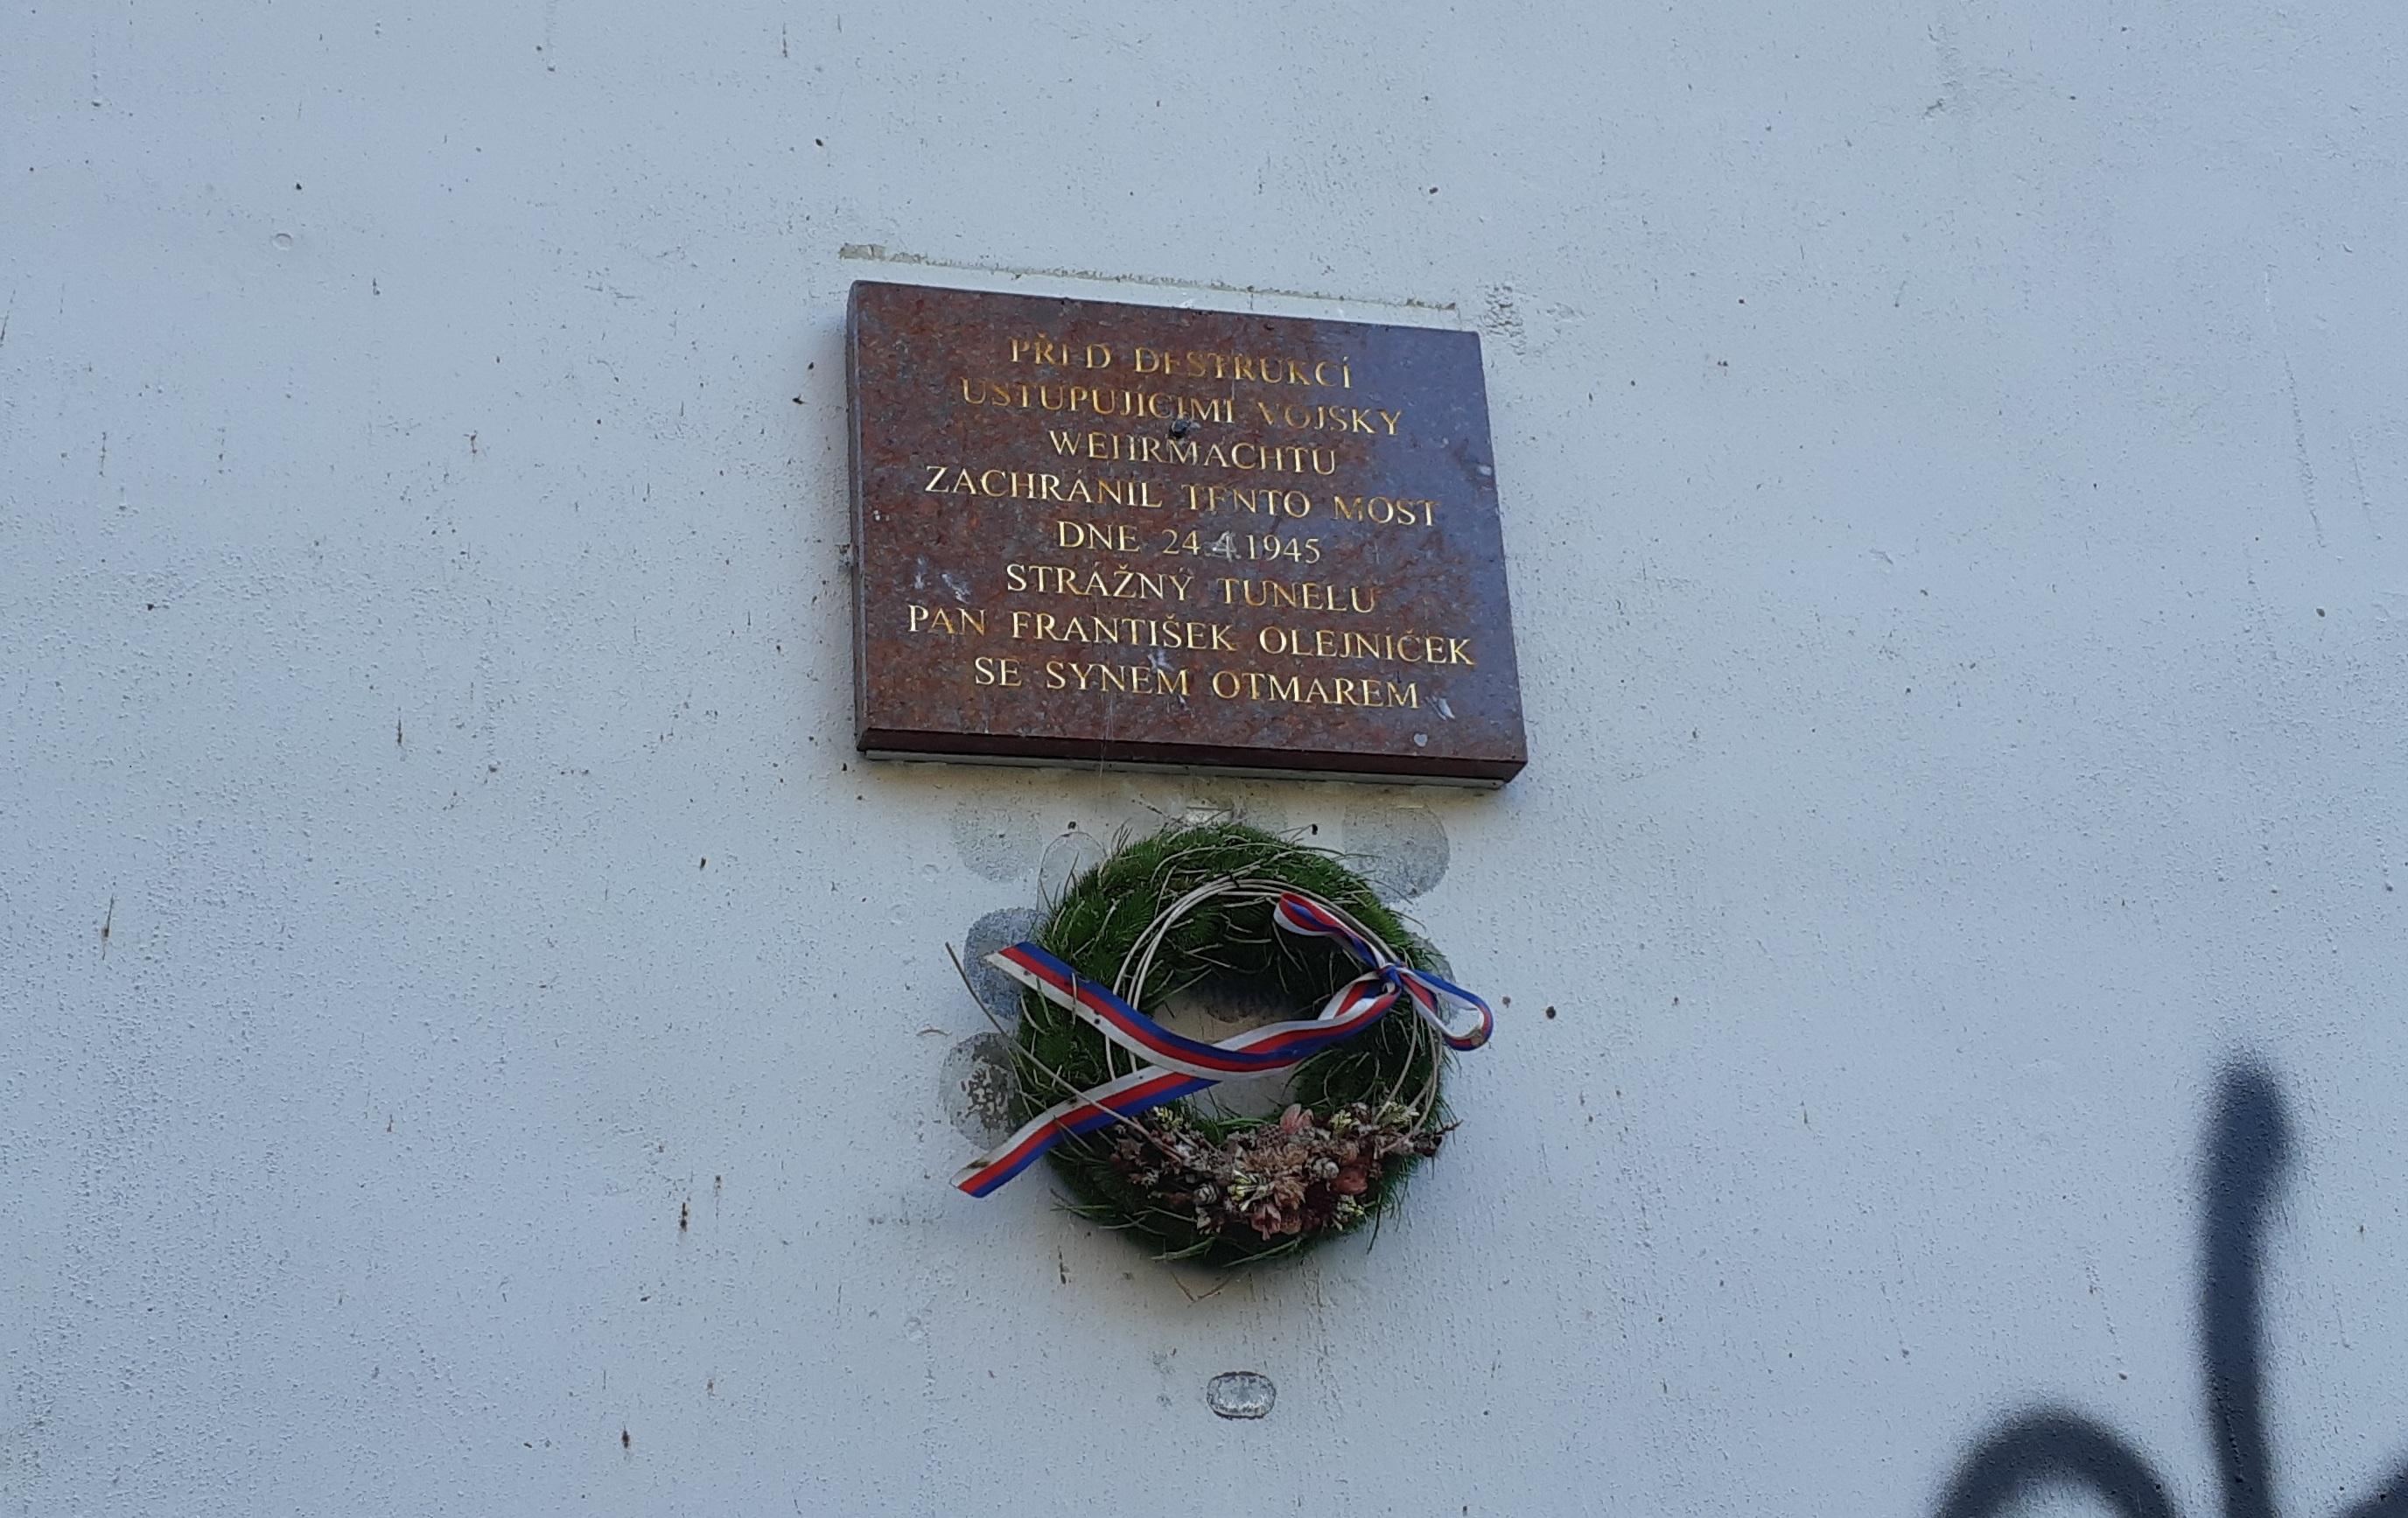 PŘED DESTRUKCÍ
USTUPUJÍCÍMI VOJSKY
WEHRMACHTU
ZACHRÁNIL TENTO MOST
DNE 24.4.1945
STRÁŽNÝ TUNELU
PAN FRANTIŠEK OLEJNÍČEK
SE SYNEM OTMAREM